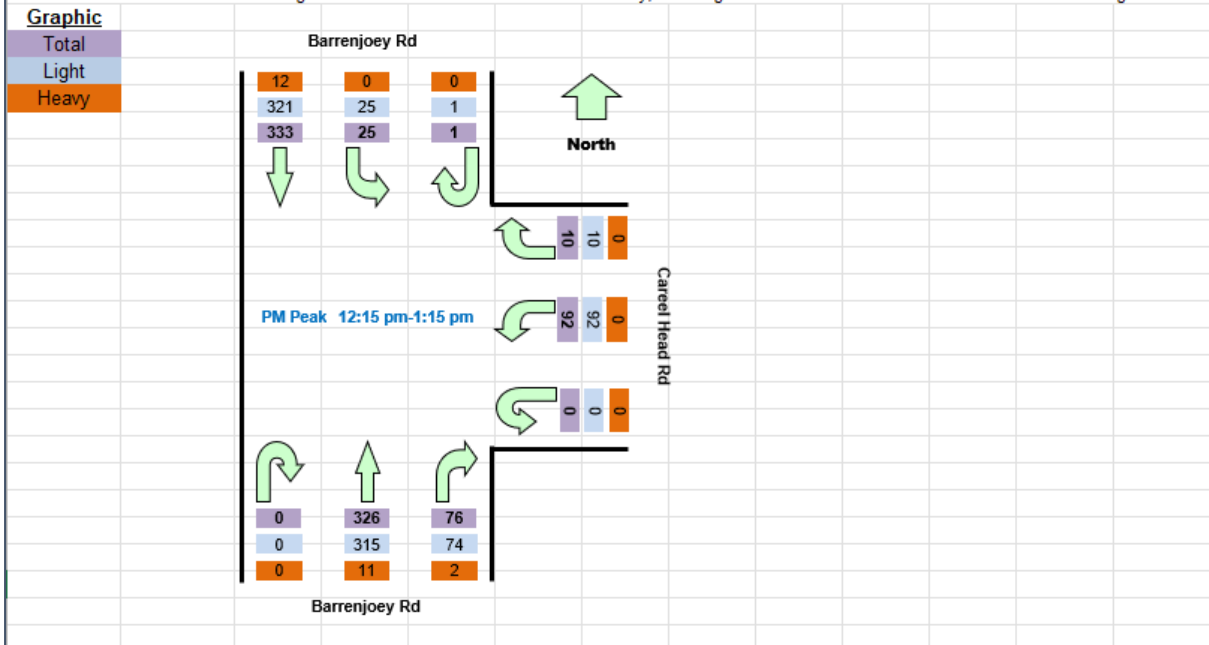 Graphic
Total
Light
Heavy
Barrenjoey Rd
12 0 0
321 25 1
333 25 1
North
10 10 0
PM Peak 12:15 pm-1:15 pm
92 92 0
Careel Head Rd
0 0 0
0 326 76
0 315 74
0 11 2
Barrenjoey Rd